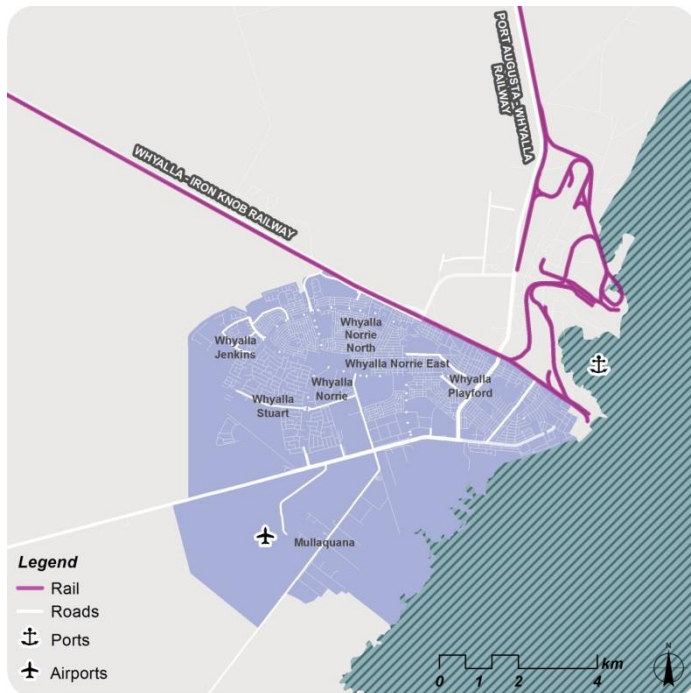 PORT AUGUSTA - WHYALLA
RAILWAY
WHYALLA - IRON KNOB RAILWAY
Whyalla
Norrie
North
Whyalla
Jenkins
Whyalla Norrie East
Whyalla
Norrie
Whyalla
Playford
Whyalla
Stuart
Mullaquana
Legend
Rail
Roads
Ports
Airports
km
0 1 2 4
N